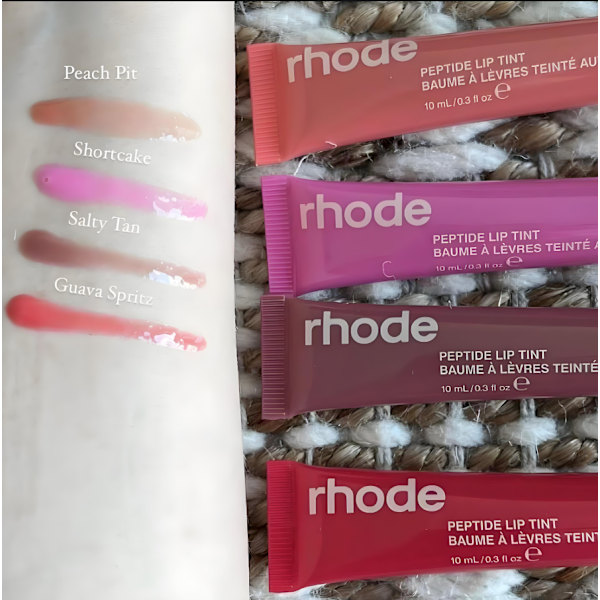 Peach Pit
Shortcake
Salty Tan
Guava Spritz
rhode
PEPTIDE LIP TINT
BAUME À LÈVRES TEINTÉ AU
10 mL/0.3 fl oz ℮
rhode
PEPTIDE LIP TINT
BAUME À LÈVRES TEINTÉ A
10 mL/0.3 fl oz ℮
rhode
PEPTIDE LIP TINT
BAUME À LÈVRES TEINTÉ
10 mL/0.3 fl oz ℮
rhode
PEPTIDE LIP TINT
BAUME À LÈVRES TEINT
10 mL/0.3 fl oz ℮